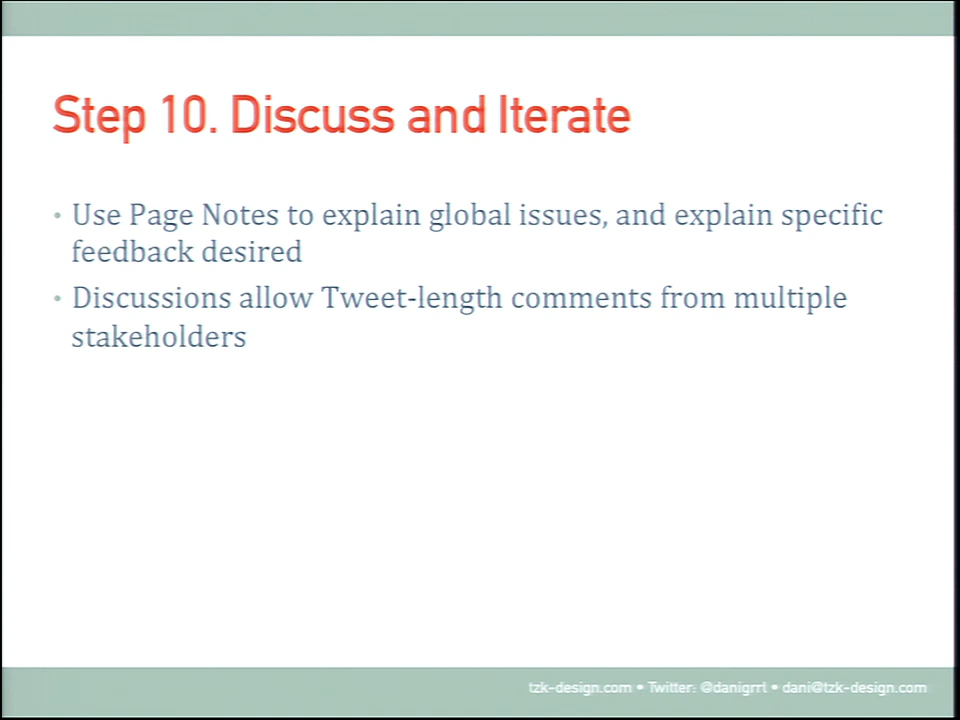 Step 10. Discuss and Iterate
• Use Page Notes to explain global issues, and explain specific
feedback desired
• Discussions allow Tweet-length comments from multiple
stakeholders
tzk-design.com • Twitter: @danigrrl • dani@tzk-design.com